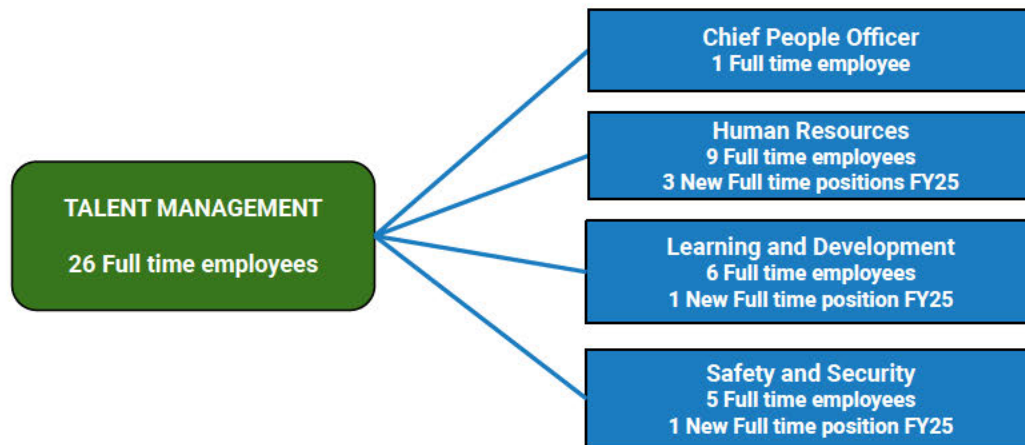 TALENT MANAGEMENT
26 Full time employees
Chief People Officer
1 Full time employee
Human Resources
9 Full time employees
3 New Full time positions FY25
Learning and Development
6 Full time employees
1 New Full time position FY25
Safety and Security
5 Full time employees
1 New Full time position FY25